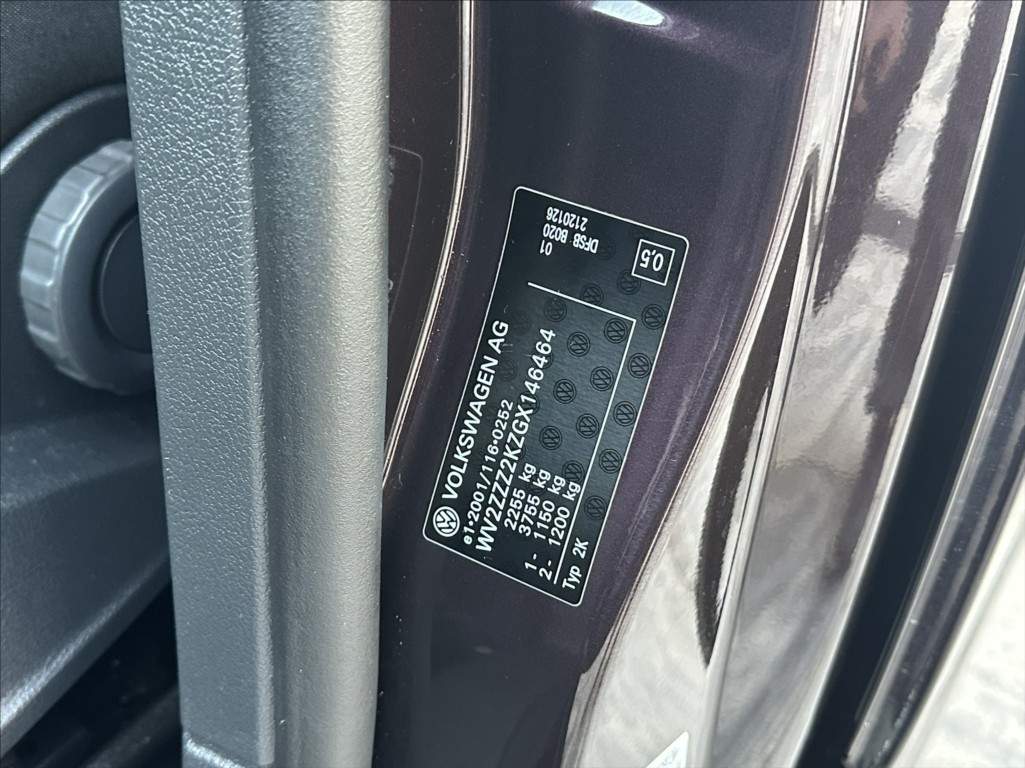 VOLKSWAGEN AG
e1*2001/116*0252
WV2ZZZ2KZGX146464
2255 kg
3755 kg
1- 1150 kg
2- 1200 kg
Typ 2K
01
DFSB B020
2120126
0,5